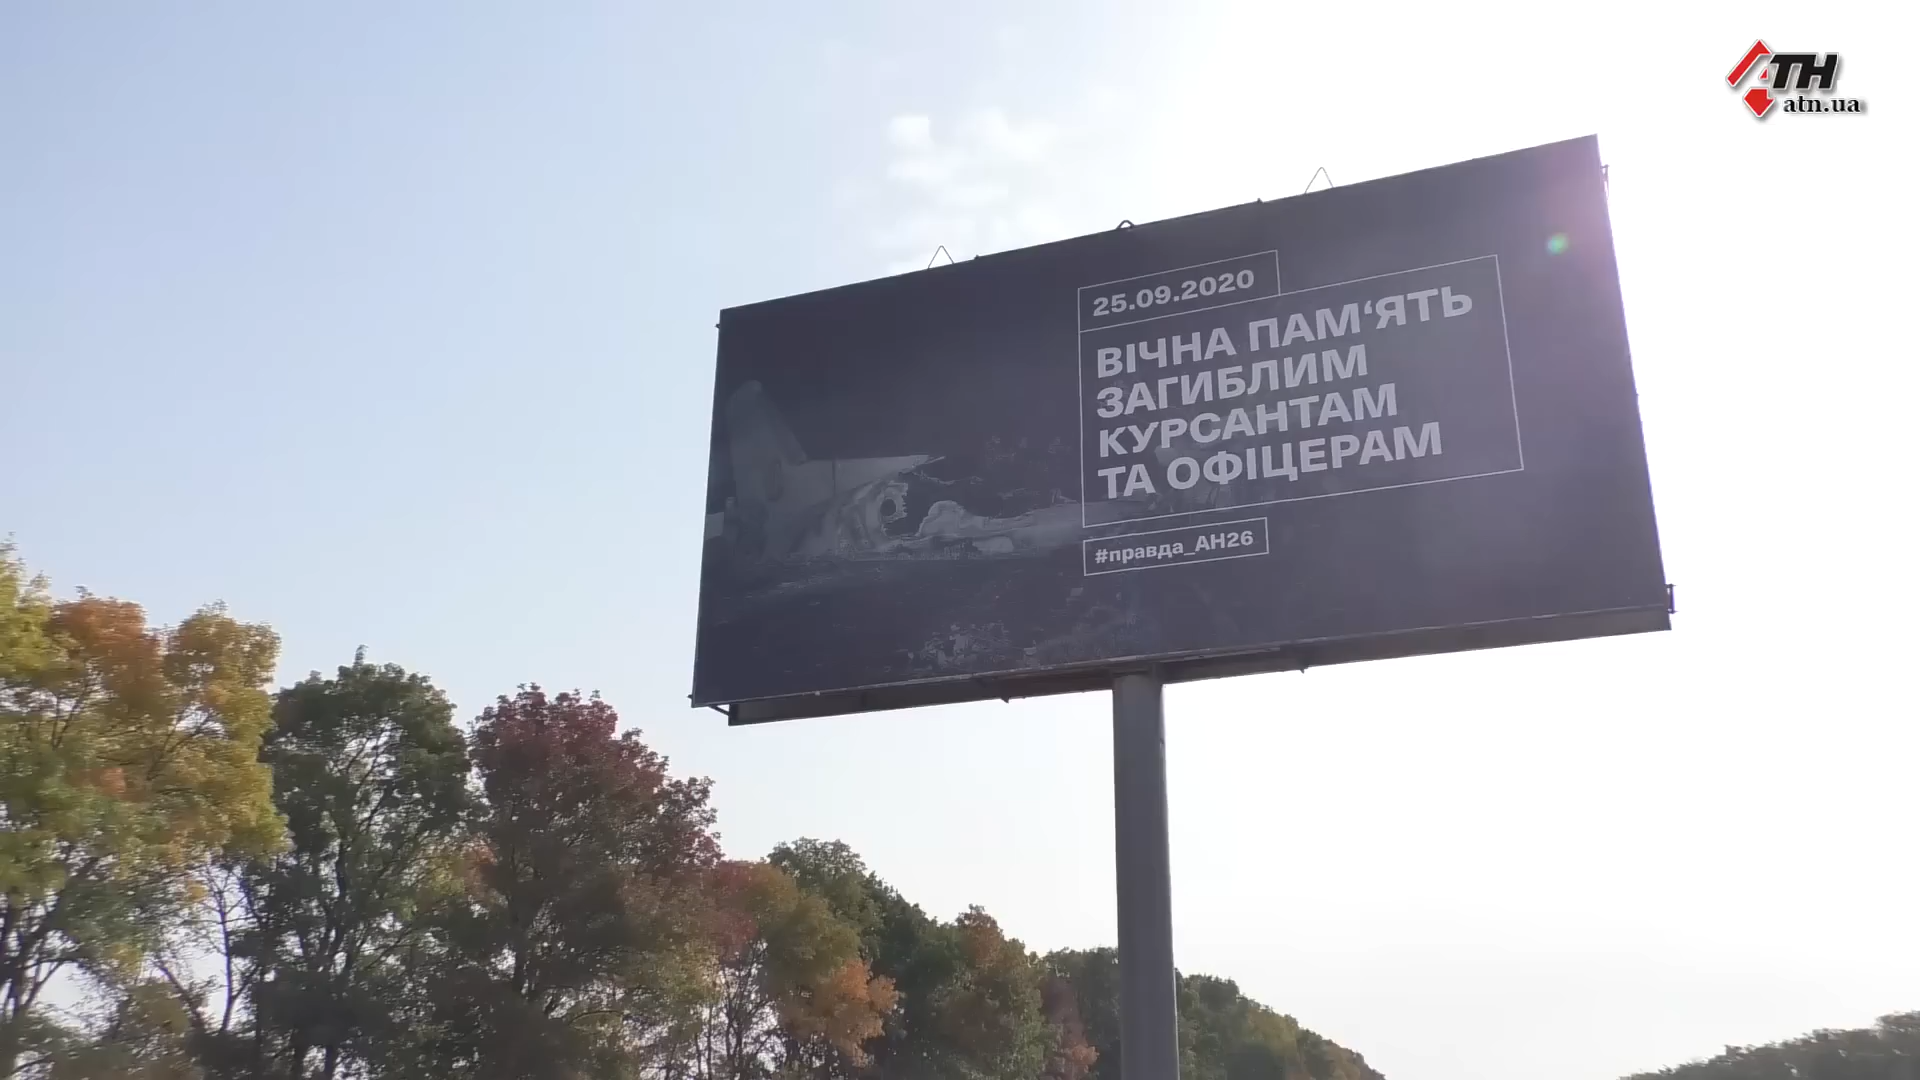 АТН
atn.ua
25.09.2020
ВІЧНА ПАМ‘ЯТЬ
ЗАГИБЛИМ
КУРСАНТАМ
ТА ОФІЦЕРАМ
#правда_АН26